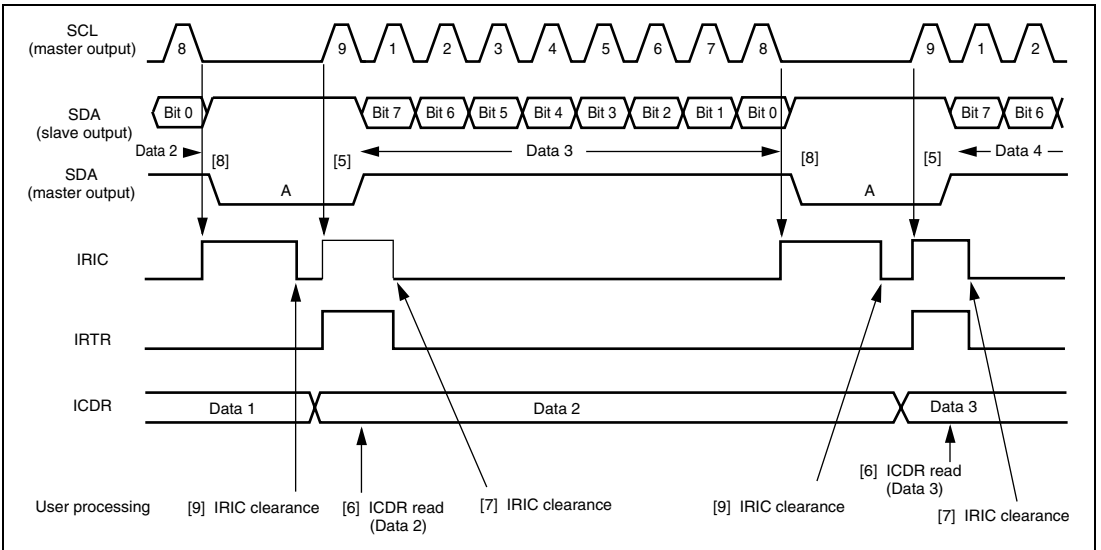 SCL
(master output)
8 9 1 2 3 4 5 6 7 8 9 1 2
SDA
(slave output)
Bit 0 Bit 7 Bit 6 Bit 5 Bit 4 Bit 3 Bit 2 Bit 1 Bit 0 Bit 7 Bit 6
Data 2 [8] [5] Data 3 [8] [5] Data 4
SDA
(master output)
A A
IRIC
IRTR
ICDR
Data 1 Data 2 Data 3
User processing
[9] IRIC clearance
[6] ICDR read
(Data 2)
[7] IRIC clearance
[9] IRIC clearance
[6] ICDR read
(Data 3)
[7] IRIC clearance